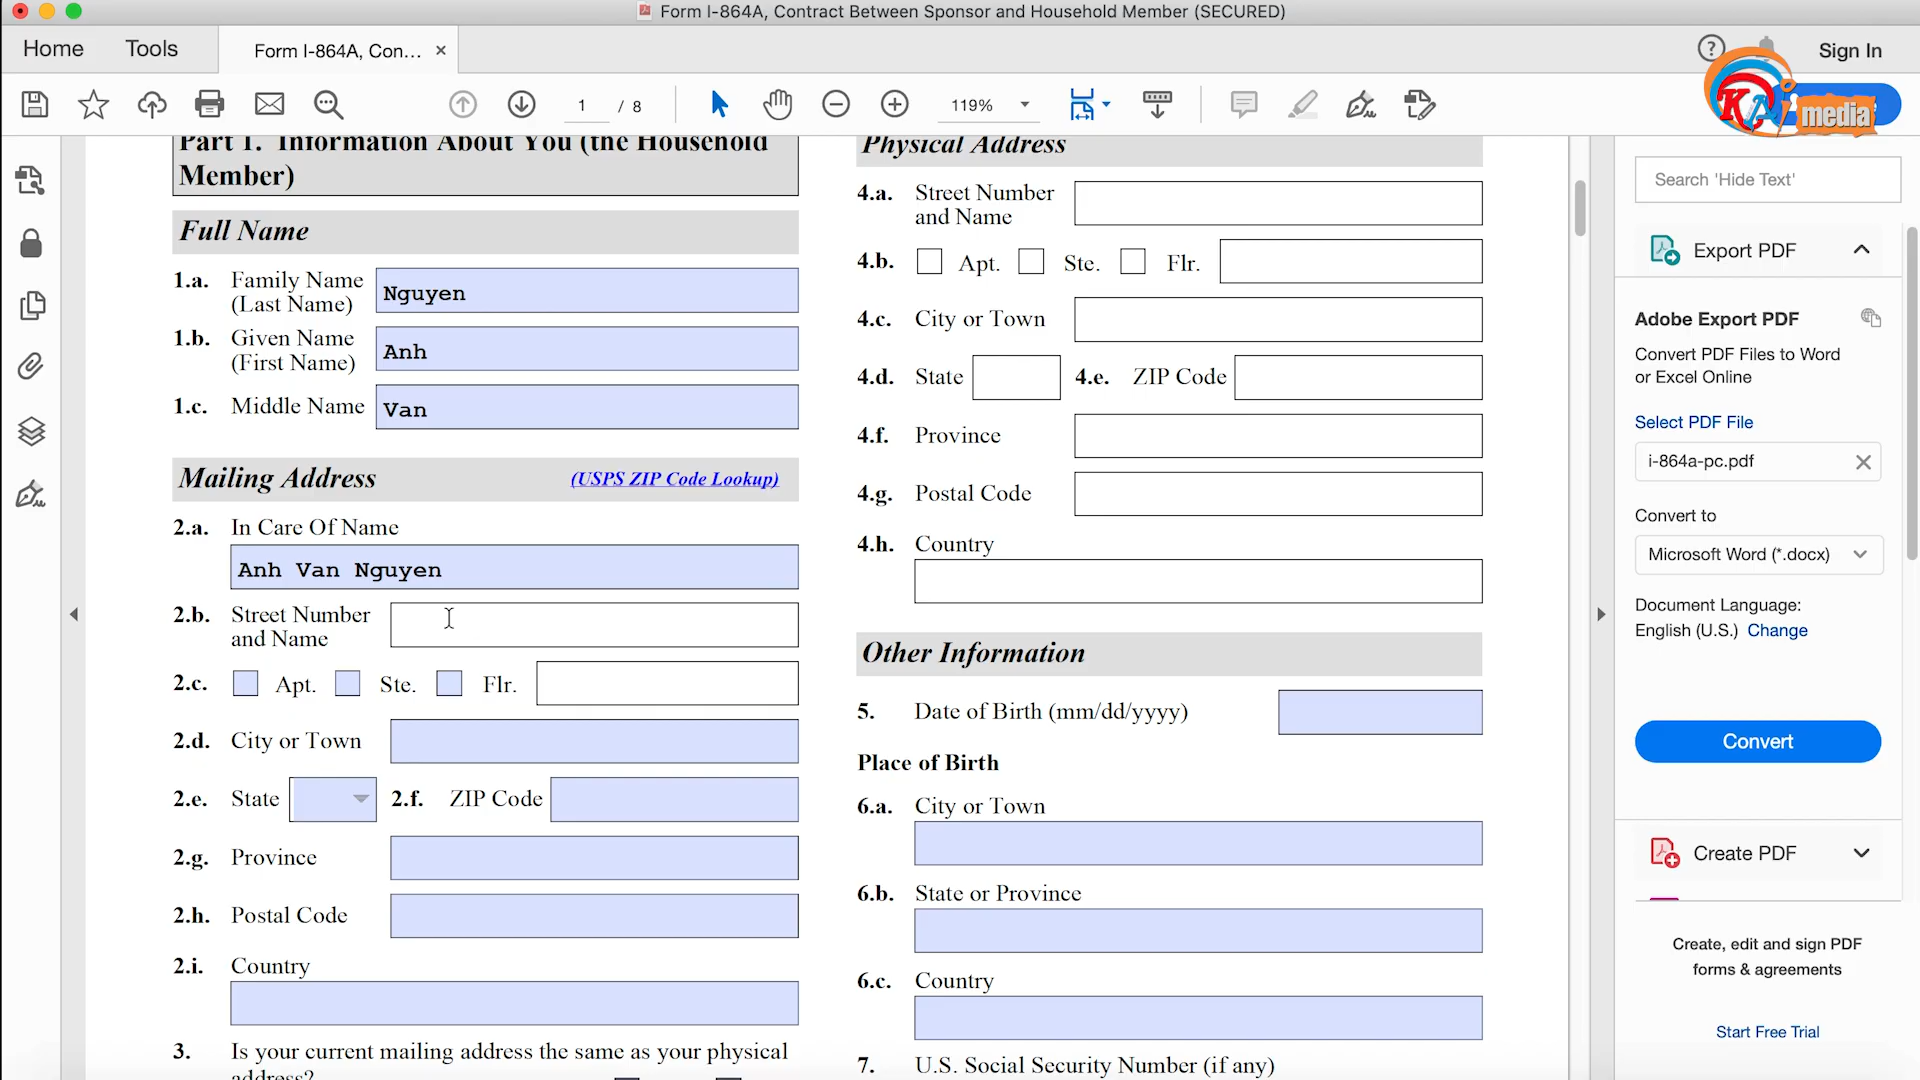 Form I-864A, Contract Between Sponsor and Household Member (SECURED)
Home
Tools
Form I-864A, Con...
Sign In
1 / 8
119%
KAI media
Part 1. Information About You (the Household
Member)
Full Name
1.a. Family Name
(Last Name)
Nguyen
1.b. Given Name
(First Name)
Anh
1.c. Middle Name
Van
Mailing Address
(USPS ZIP Code Lookup)
2.a. In Care Of Name
Anh Van Nguyen
2.b. Street Number
and Name
2.c. Apt. Ste. Flr.
2.d. City or Town
2.e. State 2.f. ZIP Code
2.g. Province
2.h. Postal Code
2.i. Country
3. Is your current mailing address the same as your physical
address?
Physical Address
4.a. Street Number
and Name
4.b. Apt. Ste. Flr.
4.c. City or Town
4.d. State 4.e. ZIP Code
4.f. Province
4.g. Postal Code
4.h. Country
Other Information
5. Date of Birth (mm/dd/yyyy)
Place of Birth
6.a. City or Town
6.b. State or Province
6.c. Country
7. U.S. Social Security Number (if any)
Search 'Hide Text'
Export PDF
Adobe Export PDF
Convert PDF Files to Word
or Excel Online
Select PDF File
i-864a-pc.pdf
Convert to
Microsoft Word (*.docx)
Document Language:
English (U.S.) Change
Convert
Create PDF
Create, edit and sign PDF
forms & agreements
Start Free Trial